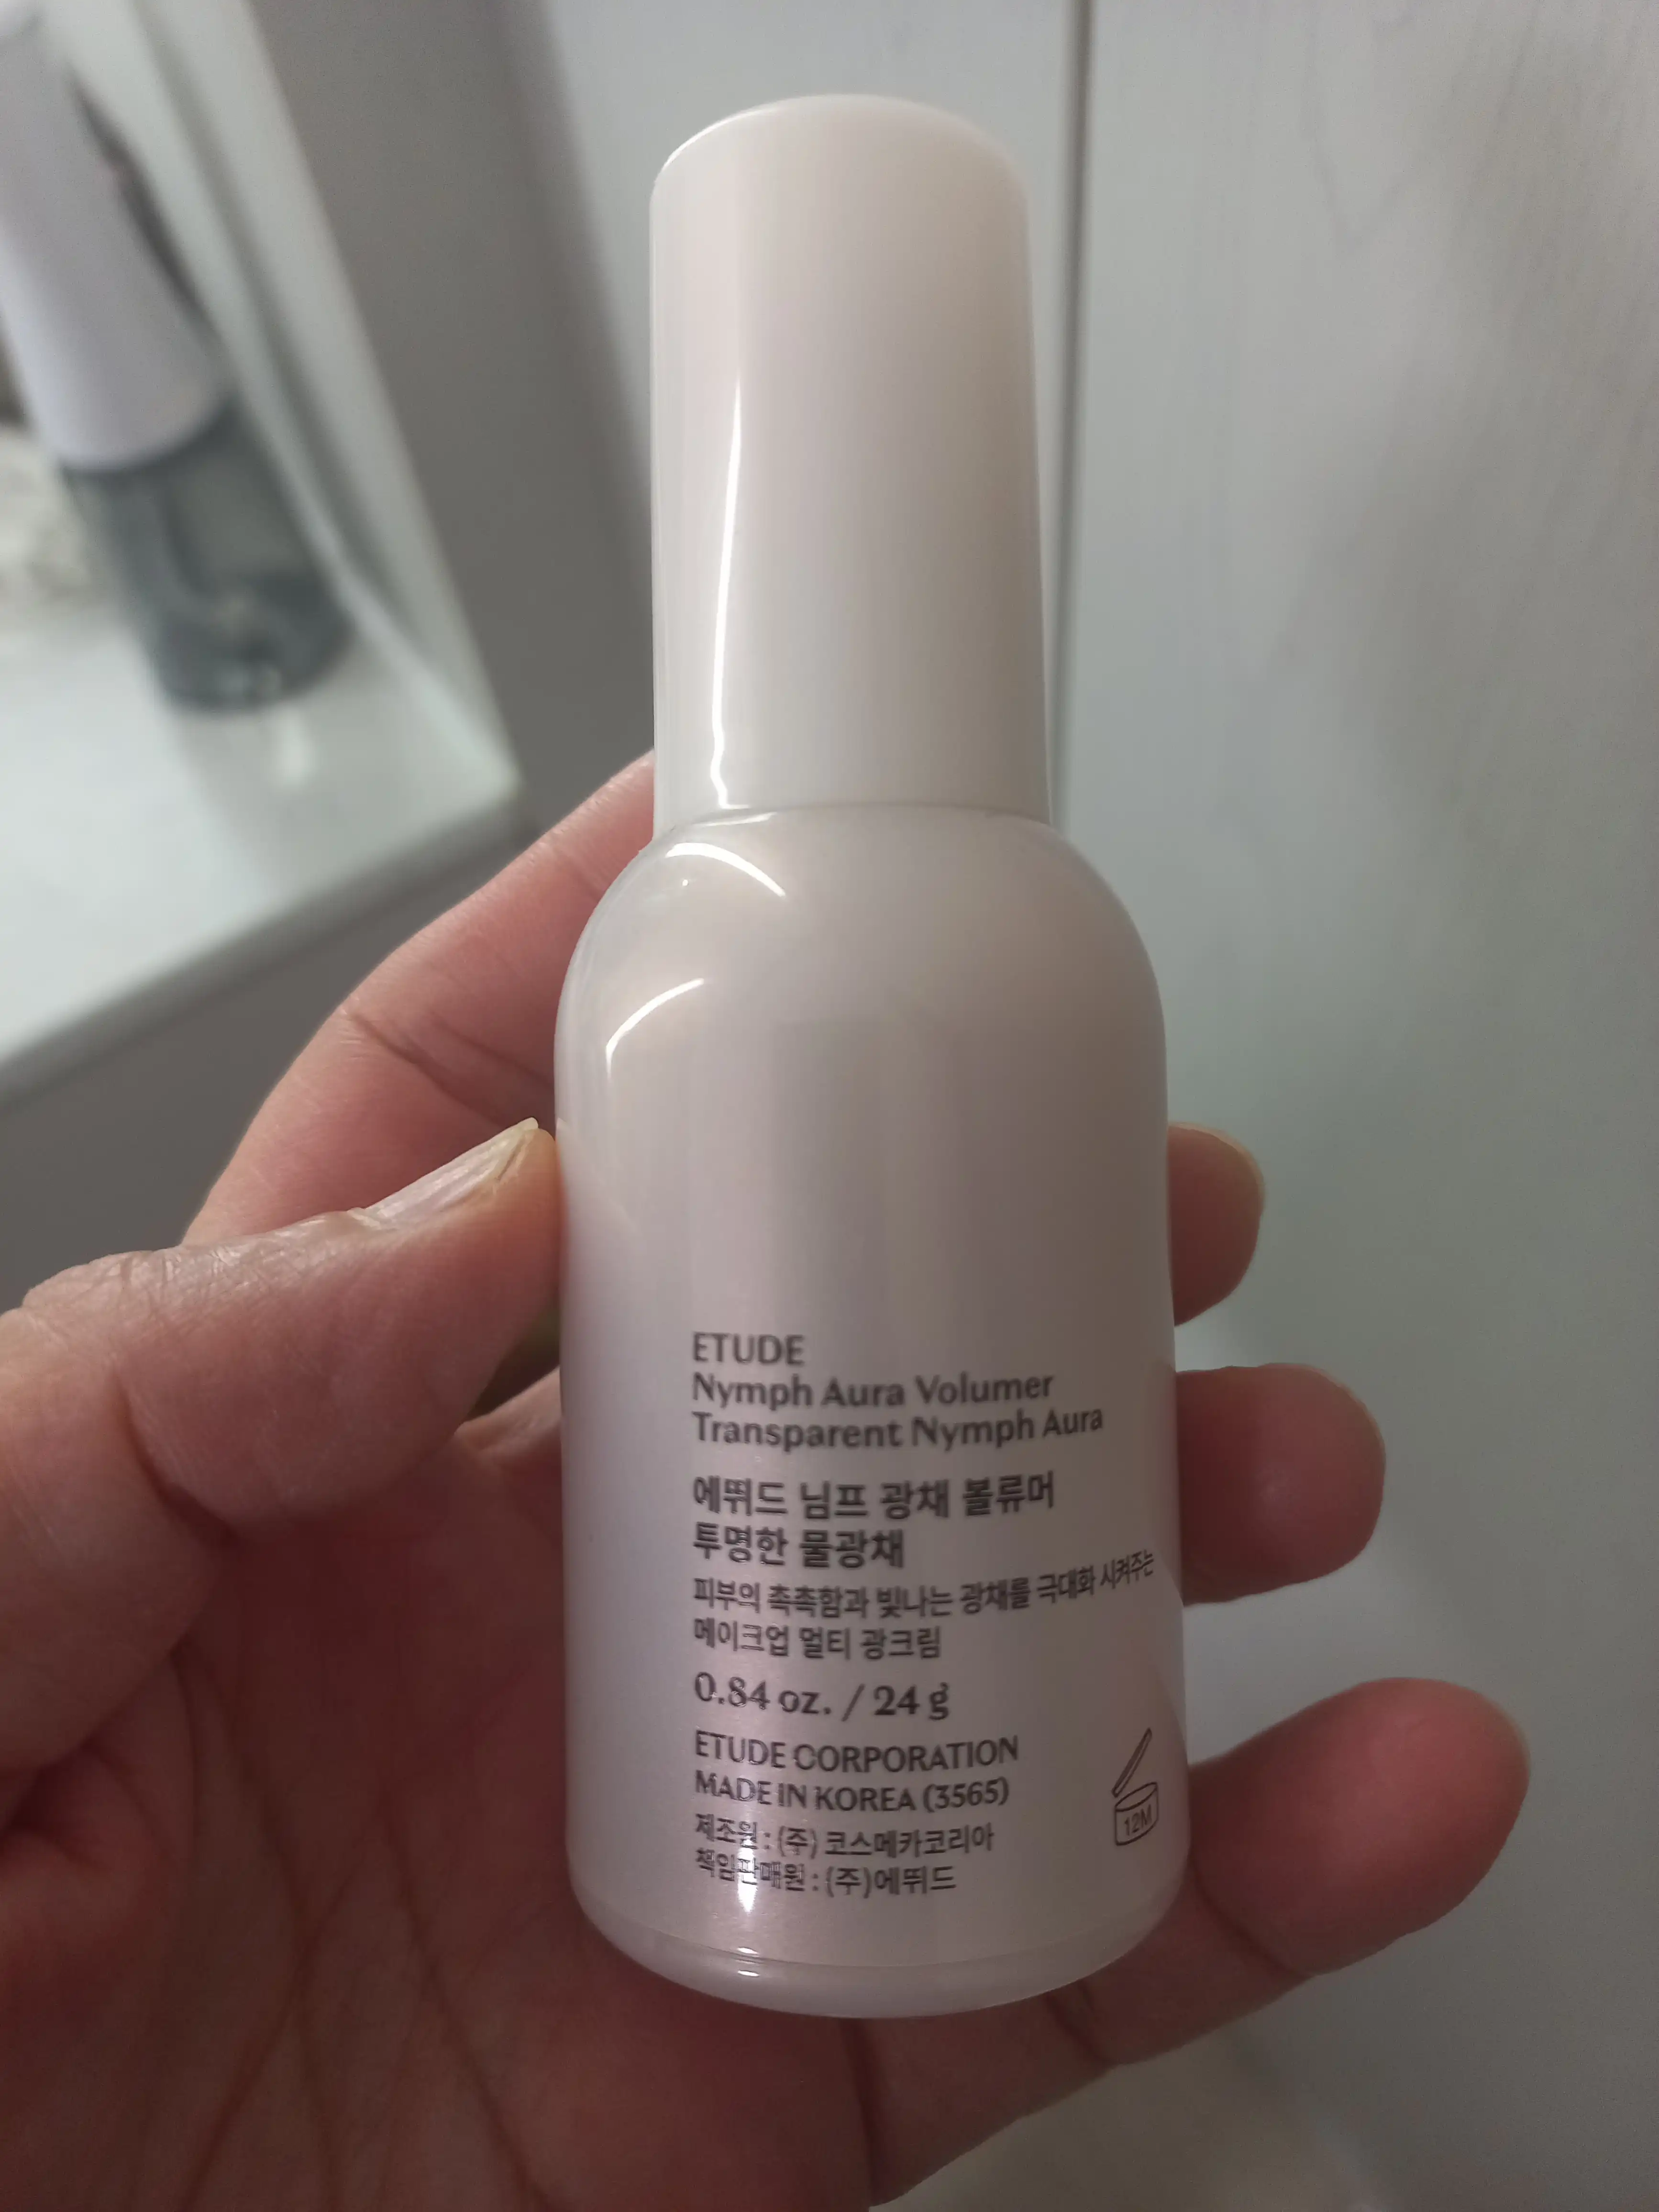 ETUDE
Nymph Aura Volumer
Transparent Nymph Aura
에뛰드 님프 광채 볼류머
투명한 물광채
피부의 촉촉함과 빛나는 광채를 극대화 시켜주는
메이크업 멀티 광크림
0.84 oz. / 24 g
ETUDE CORPORATION
MADE IN KOREA (3565)
제조원 : (주) 코스메카코리아
책임판매원 : (주)에뛰드
12M